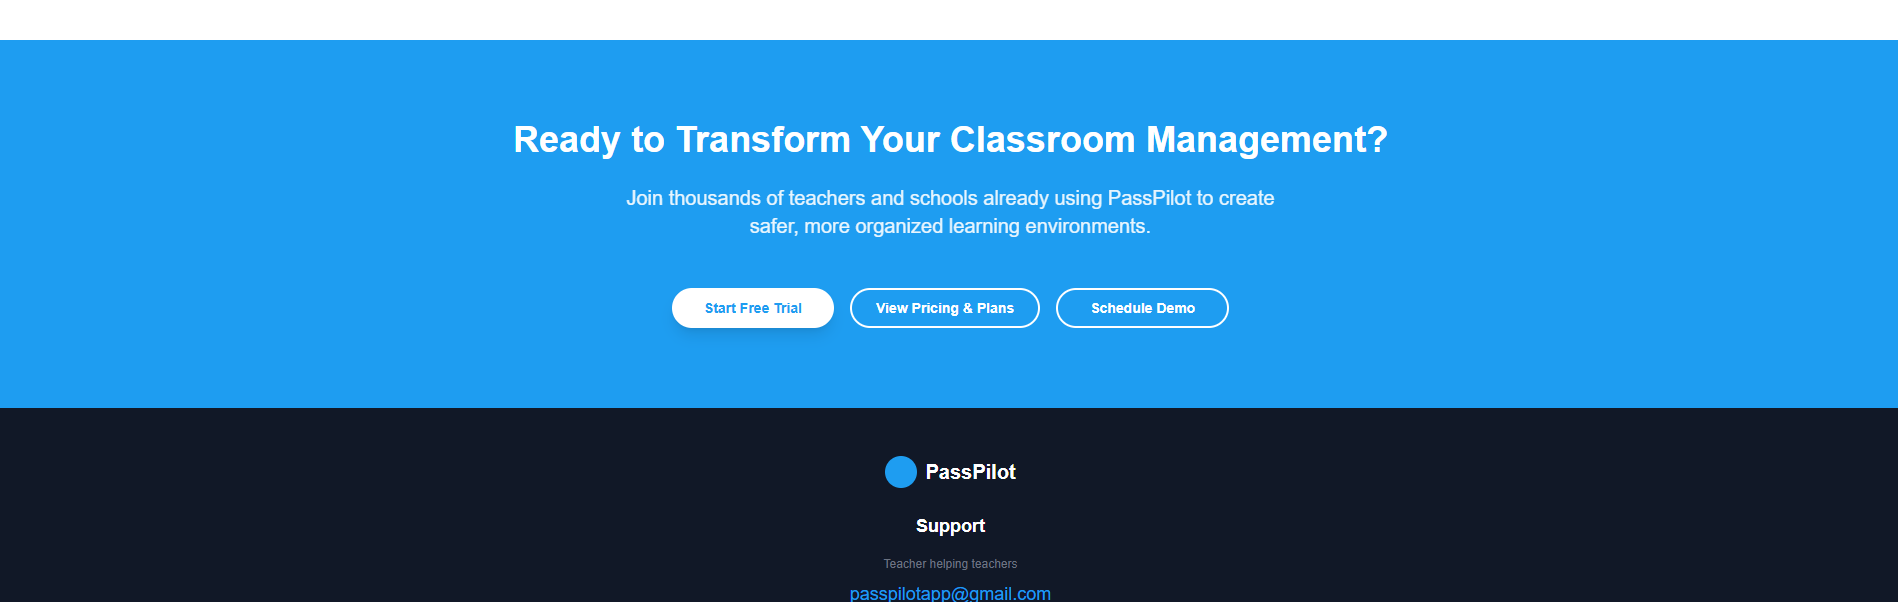 Ready to Transform Your Classroom Management?
Join thousands of teachers and schools already using PassPilot to create
safer, more organized learning environments.
Start Free Trial
View Pricing & Plans
Schedule Demo
PassPilot
Support
Teacher helping teachers
passpilotapp@gmail.com